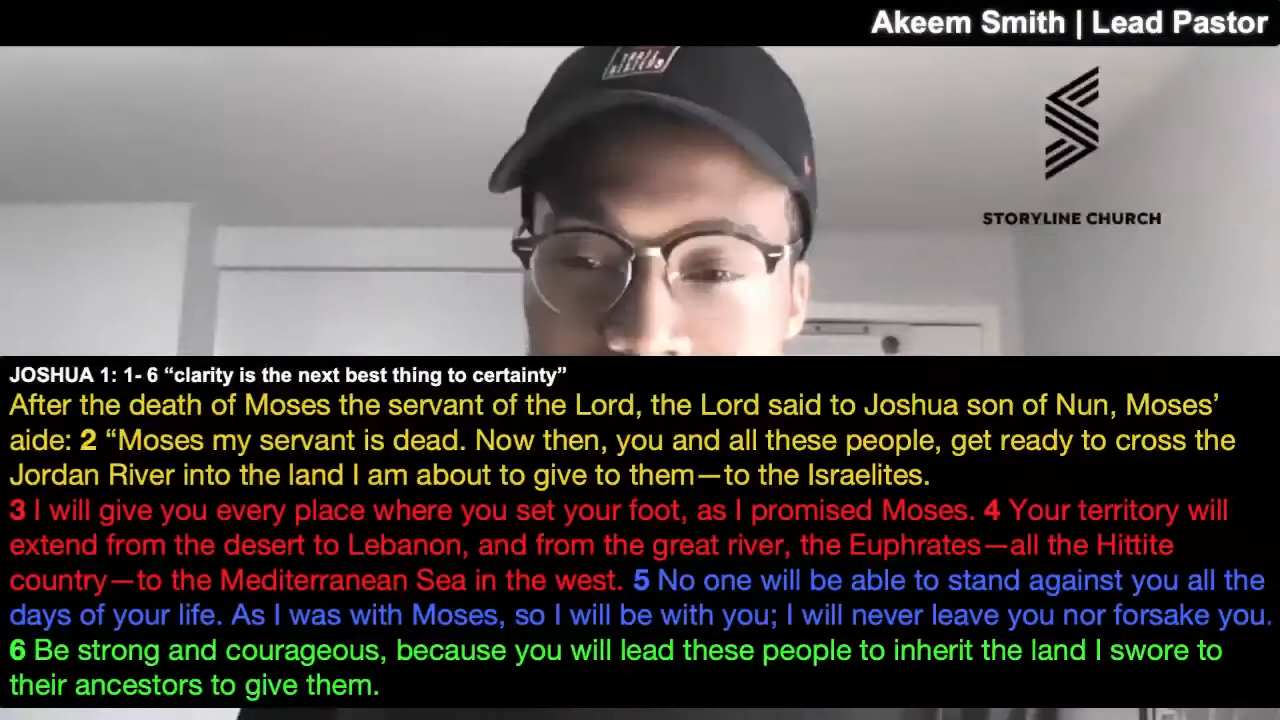 Akeem Smith | Lead Pastor
STORYLINE CHURCH
JOSHUA 1: 1- 6 “clarity is the next best thing to certainty”
After the death of Moses the servant of the Lord, the Lord said to Joshua son of Nun, Moses’
aide: 2 “Moses my servant is dead. Now then, you and all these people, get ready to cross the
Jordan River into the land I am about to give to them—to the Israelites.
3 I will give you every place where you set your foot, as I promised Moses. 4 Your territory will
extend from the desert to Lebanon, and from the great river, the Euphrates—all the Hittite
country—to the Mediterranean Sea in the west. 5 No one will be able to stand against you all the
days of your life. As I was with Moses, so I will be with you; I will never leave you nor forsake you.
6 Be strong and courageous, because you will lead these people to inherit the land I swore to
their ancestors to give them.